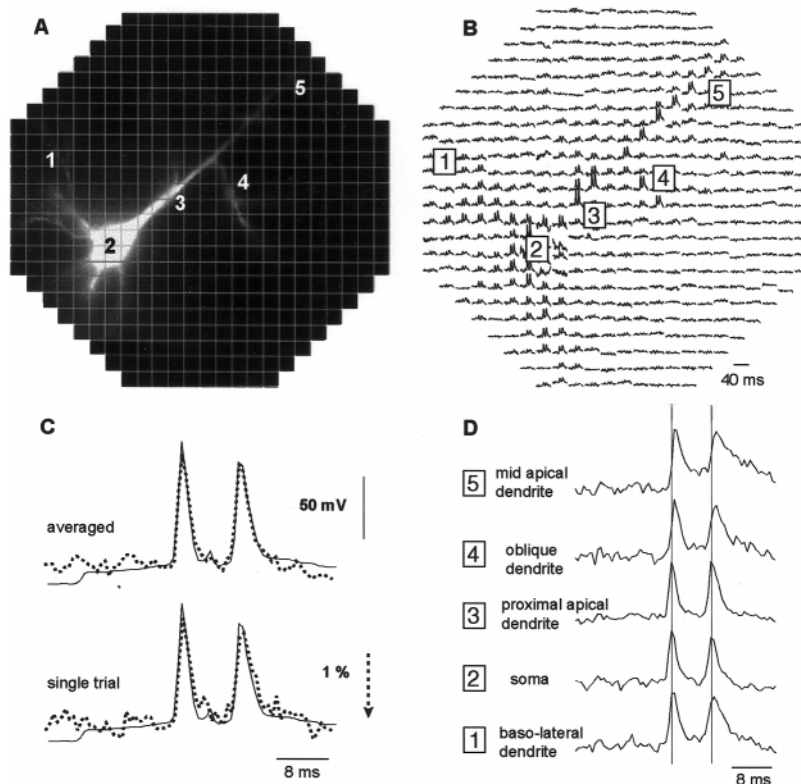 A
5
1
4
3
2
B
5
1
4
3
2
40 ms
C
50 mV
averaged
1 %
single trial
8 ms
D
5 mid apical
dendrite
4 oblique
dendrite
3 proximal apical
dendrite
2 soma
1 baso-lateral
dendrite
8 ms